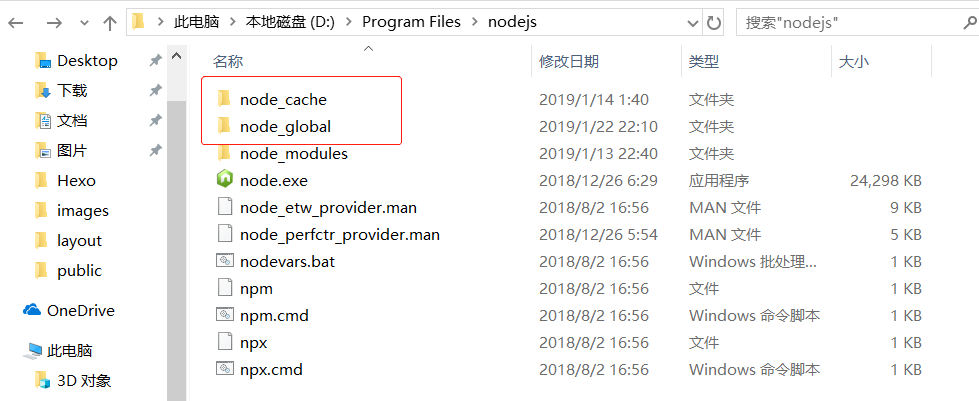 此电脑 本地磁盘 (D:) Program Files nodejs 搜索"nodejs"
名称 修改日期 类型 大小
Desktop
下载
文档
图片
Hexo
images
layout
public
OneDrive
此电脑
3D 对象
node_cache 2019/1/14 1:40 文件夹
node_global 2019/1/22 22:10 文件夹
node_modules 2019/1/13 22:40 文件夹
node.exe 2018/12/26 6:29 应用程序 24,298 KB
node_etw_provider.man 2018/8/2 16:56 MAN 文件 9 KB
node_perfctr_provider.man 2018/12/26 5:54 MAN 文件 5 KB
nodevars.bat 2018/8/2 16:56 Windows 批处理... 1 KB
npm 2018/8/2 16:56 文件 1 KB
npm.cmd 2018/8/2 16:56 Windows 命令脚本 1 KB
npx 2018/8/2 16:56 文件 1 KB
npx.cmd 2018/8/2 16:56 Windows 命令脚本 1 KB